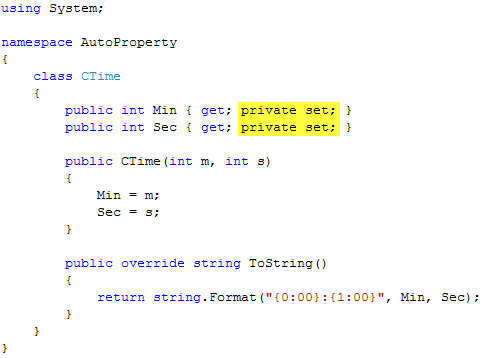 using System;

namespace AutoProperty
{
    class CTime
    {
        public int Min { get; private set; }
        public int Sec { get; private set; }

        public CTime(int m, int s)
        {
            Min = m;
            Sec = s;
        }

        public override string ToString()
        {
            return string.Format("{0:00}:{1:00}", Min, Sec);
        }
    }
}